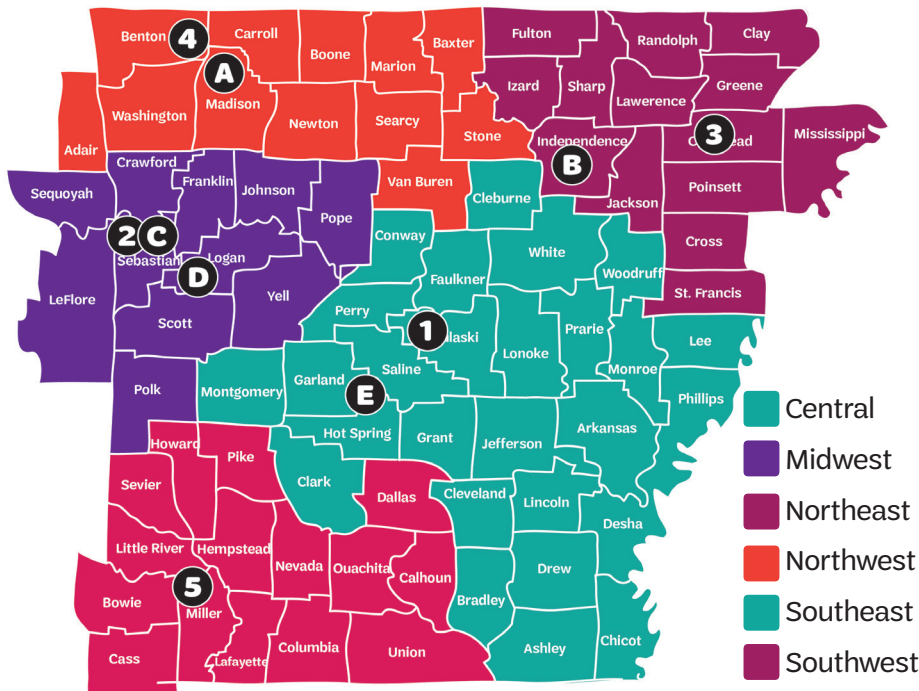 Benton
4
Carroll
Boone
Marion
Baxter
Fulton
Randolph
Clay
A
Madison
Washington
Newton
Searcy
Stone
Izard
Sharp
Lawerence
Greene
Adair
Independence
B
3
Mississippi
Crawford
Franklin
Johnson
Pope
Van Buren
Cleburne
Jackson
Poinsett
Sequoyah
2
C
Sebastian
Logan
D
Conway
White
Woodruff
Cross
LeFlore
Scott
Yell
Faulkner
Perry
1
Prarie
St. Francis
Lonoke
Monroe
Lee
Polk
Montgomery
Garland
Saline
E
Phillips
Hot Spring
Grant
Jefferson
Arkansas
Howard
Pike
Sevier
Clark
Dallas
Cleveland
Lincoln
Desha
Little River
Hempstead
Nevada
Ouachita
Calhoun
Drew
Bowie
5
Miller
Bradley
Cass
Lafayette
Columbia
Union
Ashley
Chicot
Central
Midwest
Northeast
Northwest
Southeast
Southwest